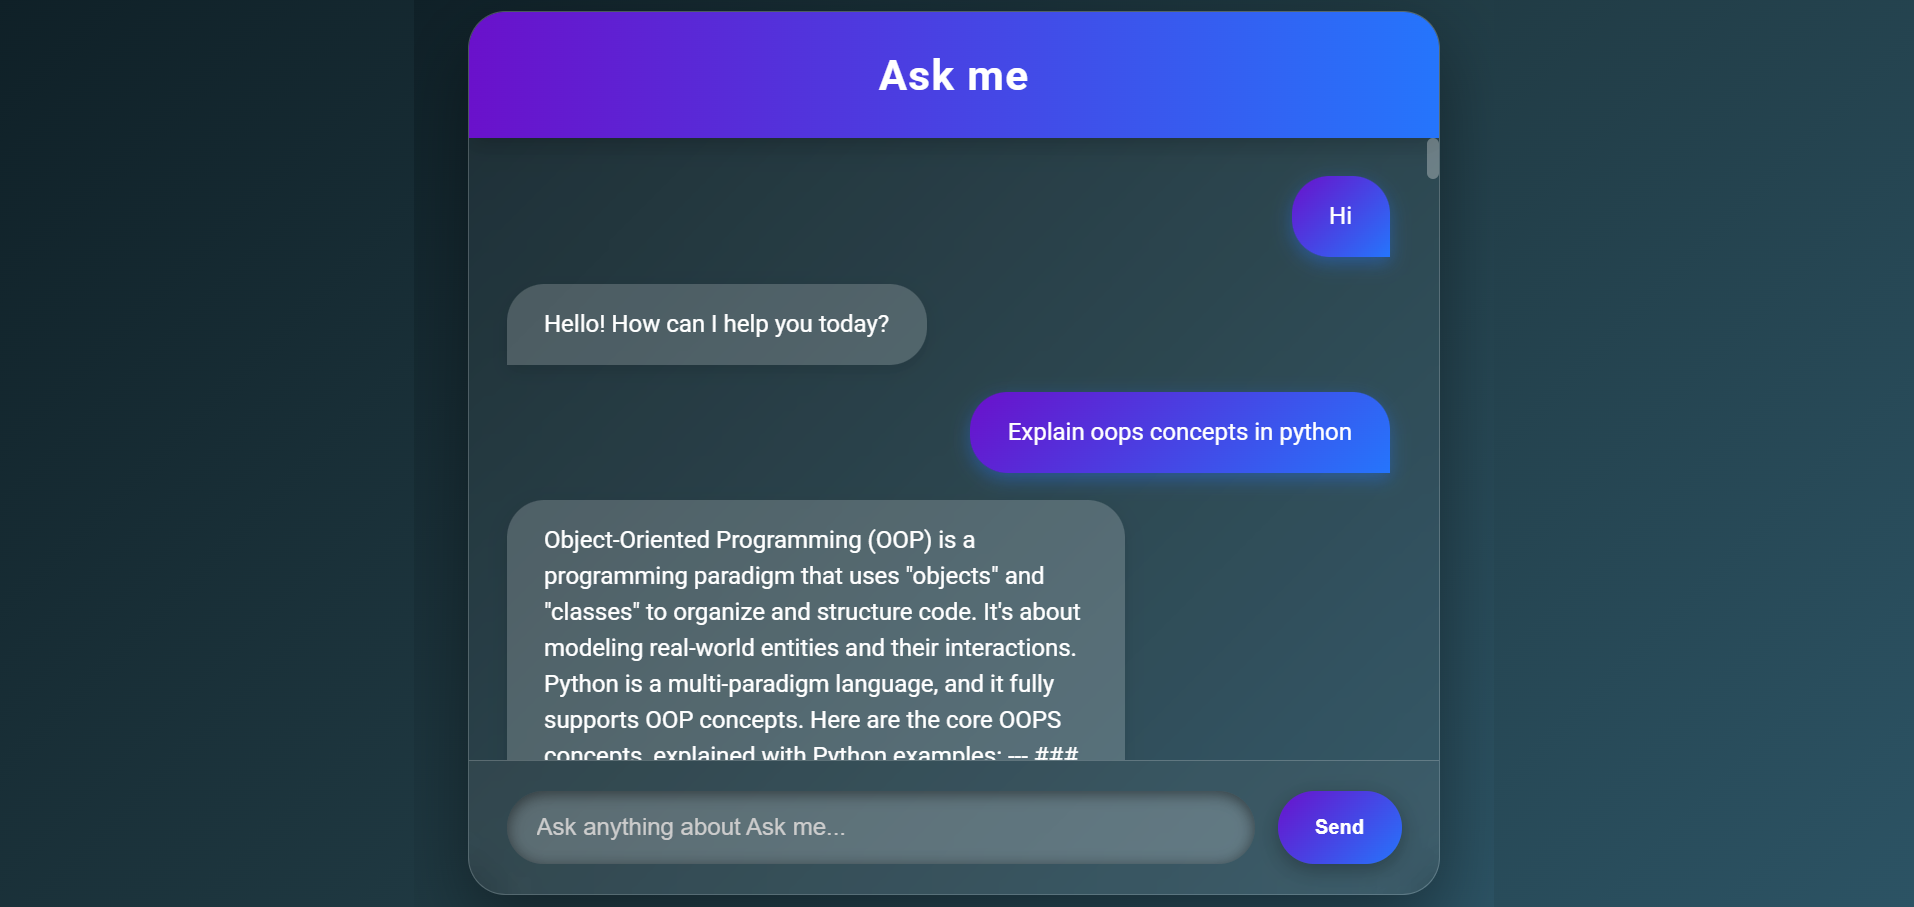 Ask me
Hi
Hello! How can I help you today?
Explain oops concepts in python
Object-Oriented Programming (OOP) is a
programming paradigm that uses "objects" and
"classes" to organize and structure code. It's about
modeling real-world entities and their interactions.
Python is a multi-paradigm language, and it fully
supports OOP concepts. Here are the core OOPS
concepts, explained with Python examples: --- ###
Ask anything about Ask me...
Send